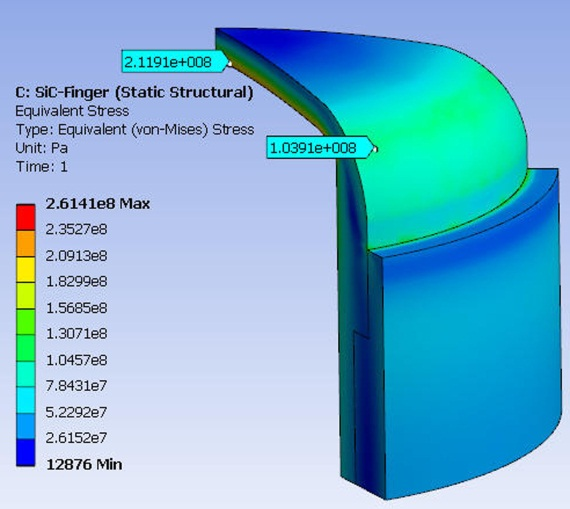 2.1191e+008
C: SiC-Finger (Static Structural)
Equivalent Stress
Type: Equivalent (von-Mises) Stress
Unit: Pa
Time: 1
1.0391e+008
2.6141e8 Max
2.3527e8
2.0913e8
1.8299e8
1.5685e8
1.3071e8
1.0457e8
7.8431e7
5.2292e7
2.6152e7
12876 Min